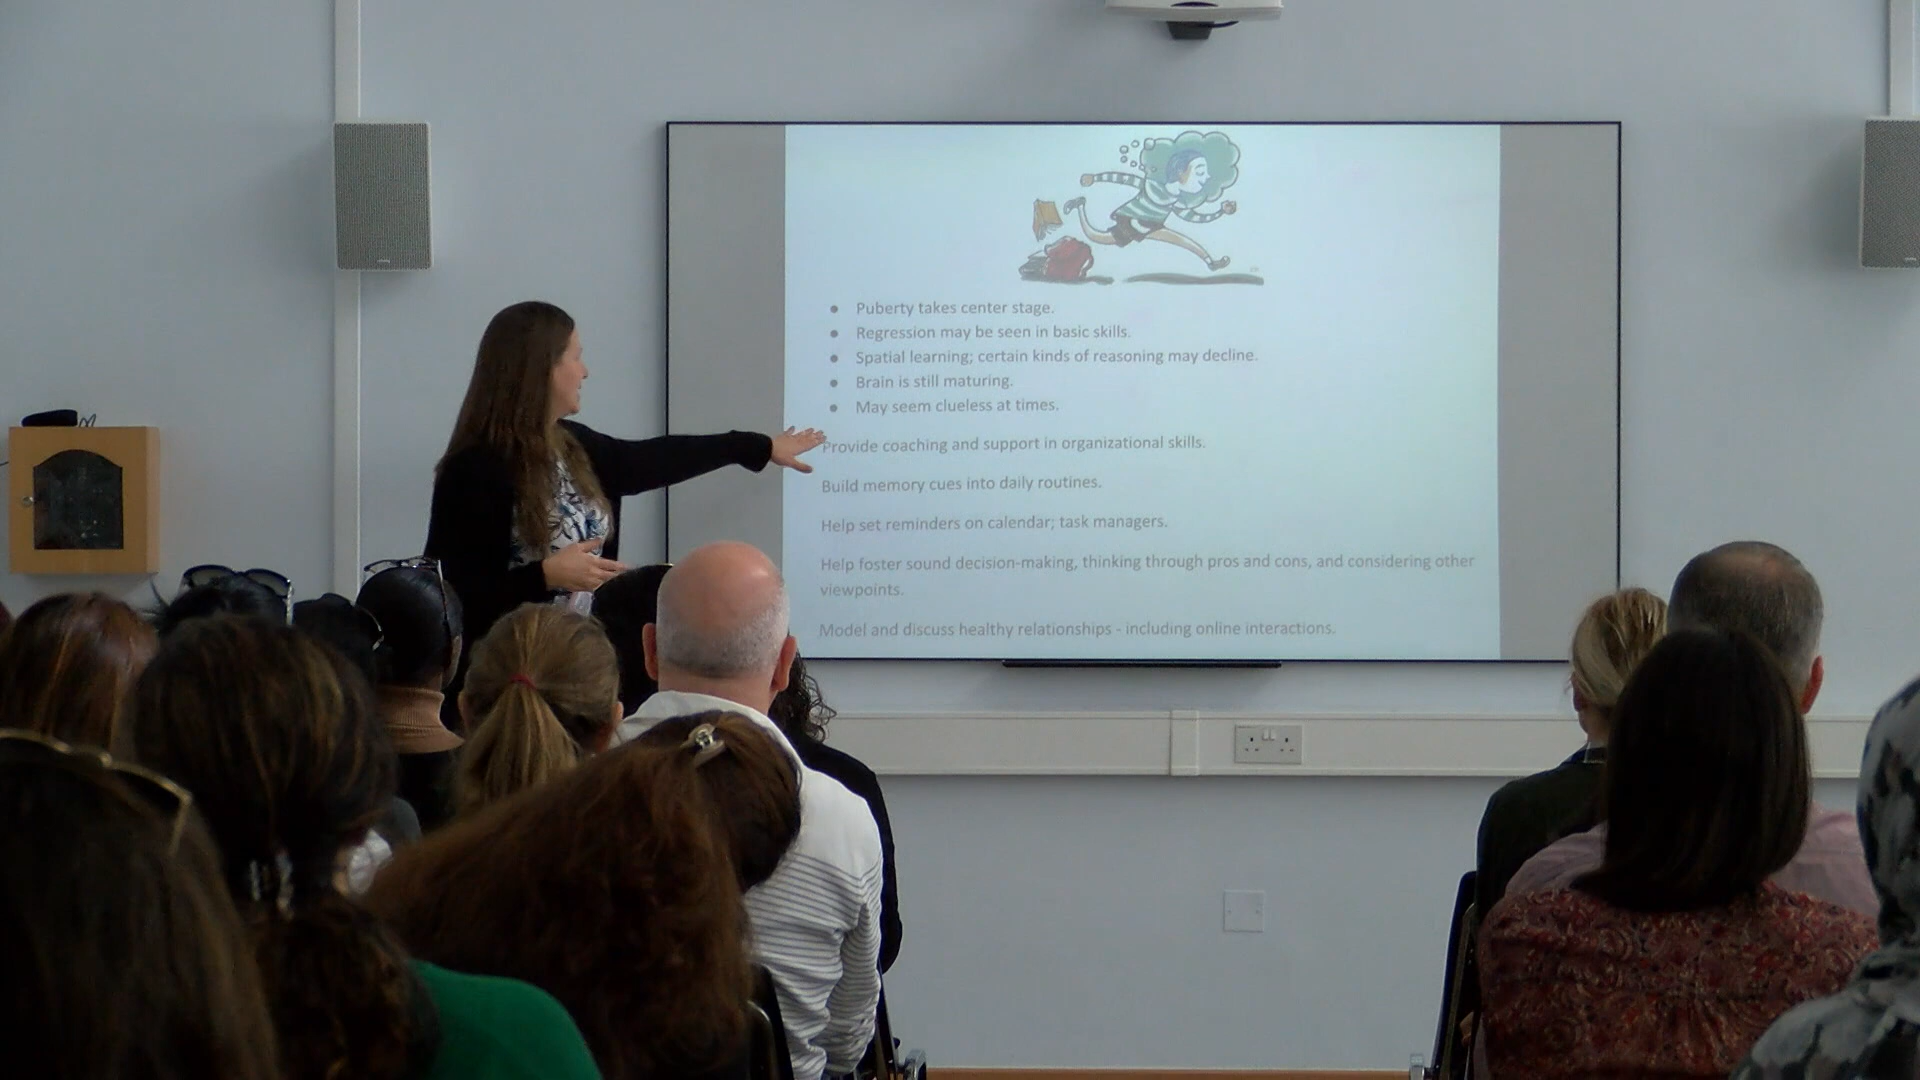 Puberty takes center stage.
Regression may be seen in basic skills.
Spatial learning; certain kinds of reasoning may decline.
Brain is still maturing.
May seem clueless at times.
Provide coaching and support in organizational skills.
Build memory cues into daily routines.
Help set reminders on calendar; task managers.
Help foster sound decision-making, thinking through pros and cons, and considering other
viewpoints.
Model and discuss healthy relationships - including online interactions.